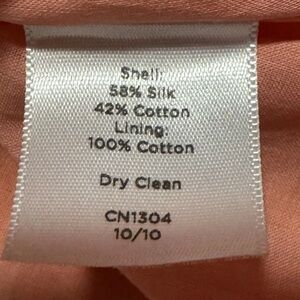 Shell:
58% Silk
42% Cotton
Lining:
100% Cotton
Dry Clean
CN1304
10/10